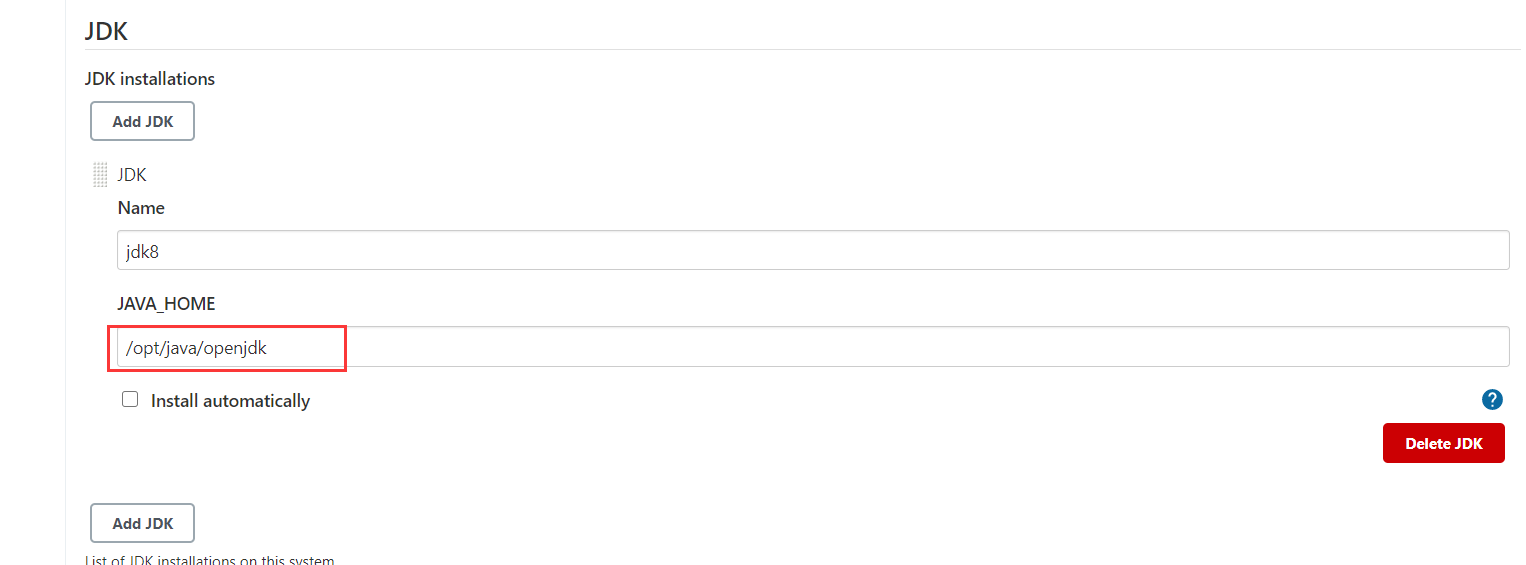 JDK
JDK installations
Add JDK
JDK
Name
jdk8
JAVA_HOME
/opt/java/openjdk
Install automatically
?
Delete JDK
Add JDK
List of JDK installations on this system